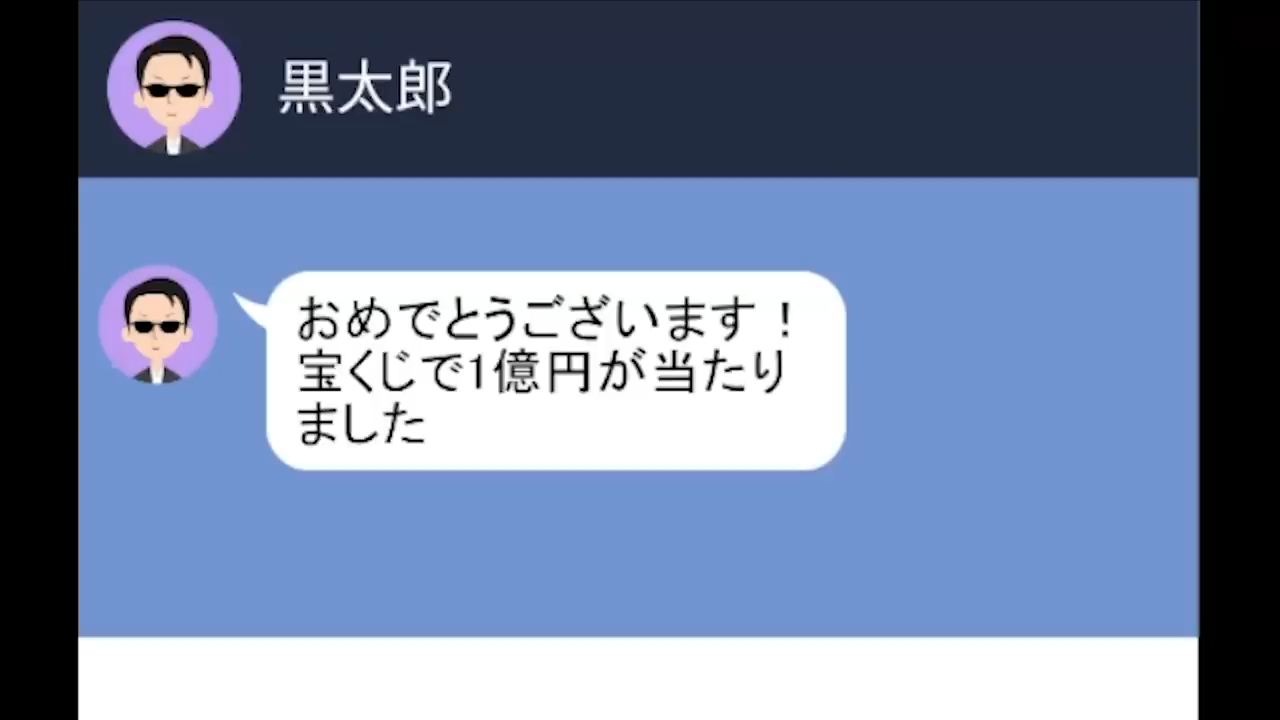 黒太郎
おめでとうございます！
宝くじで1億円が当たり
ました